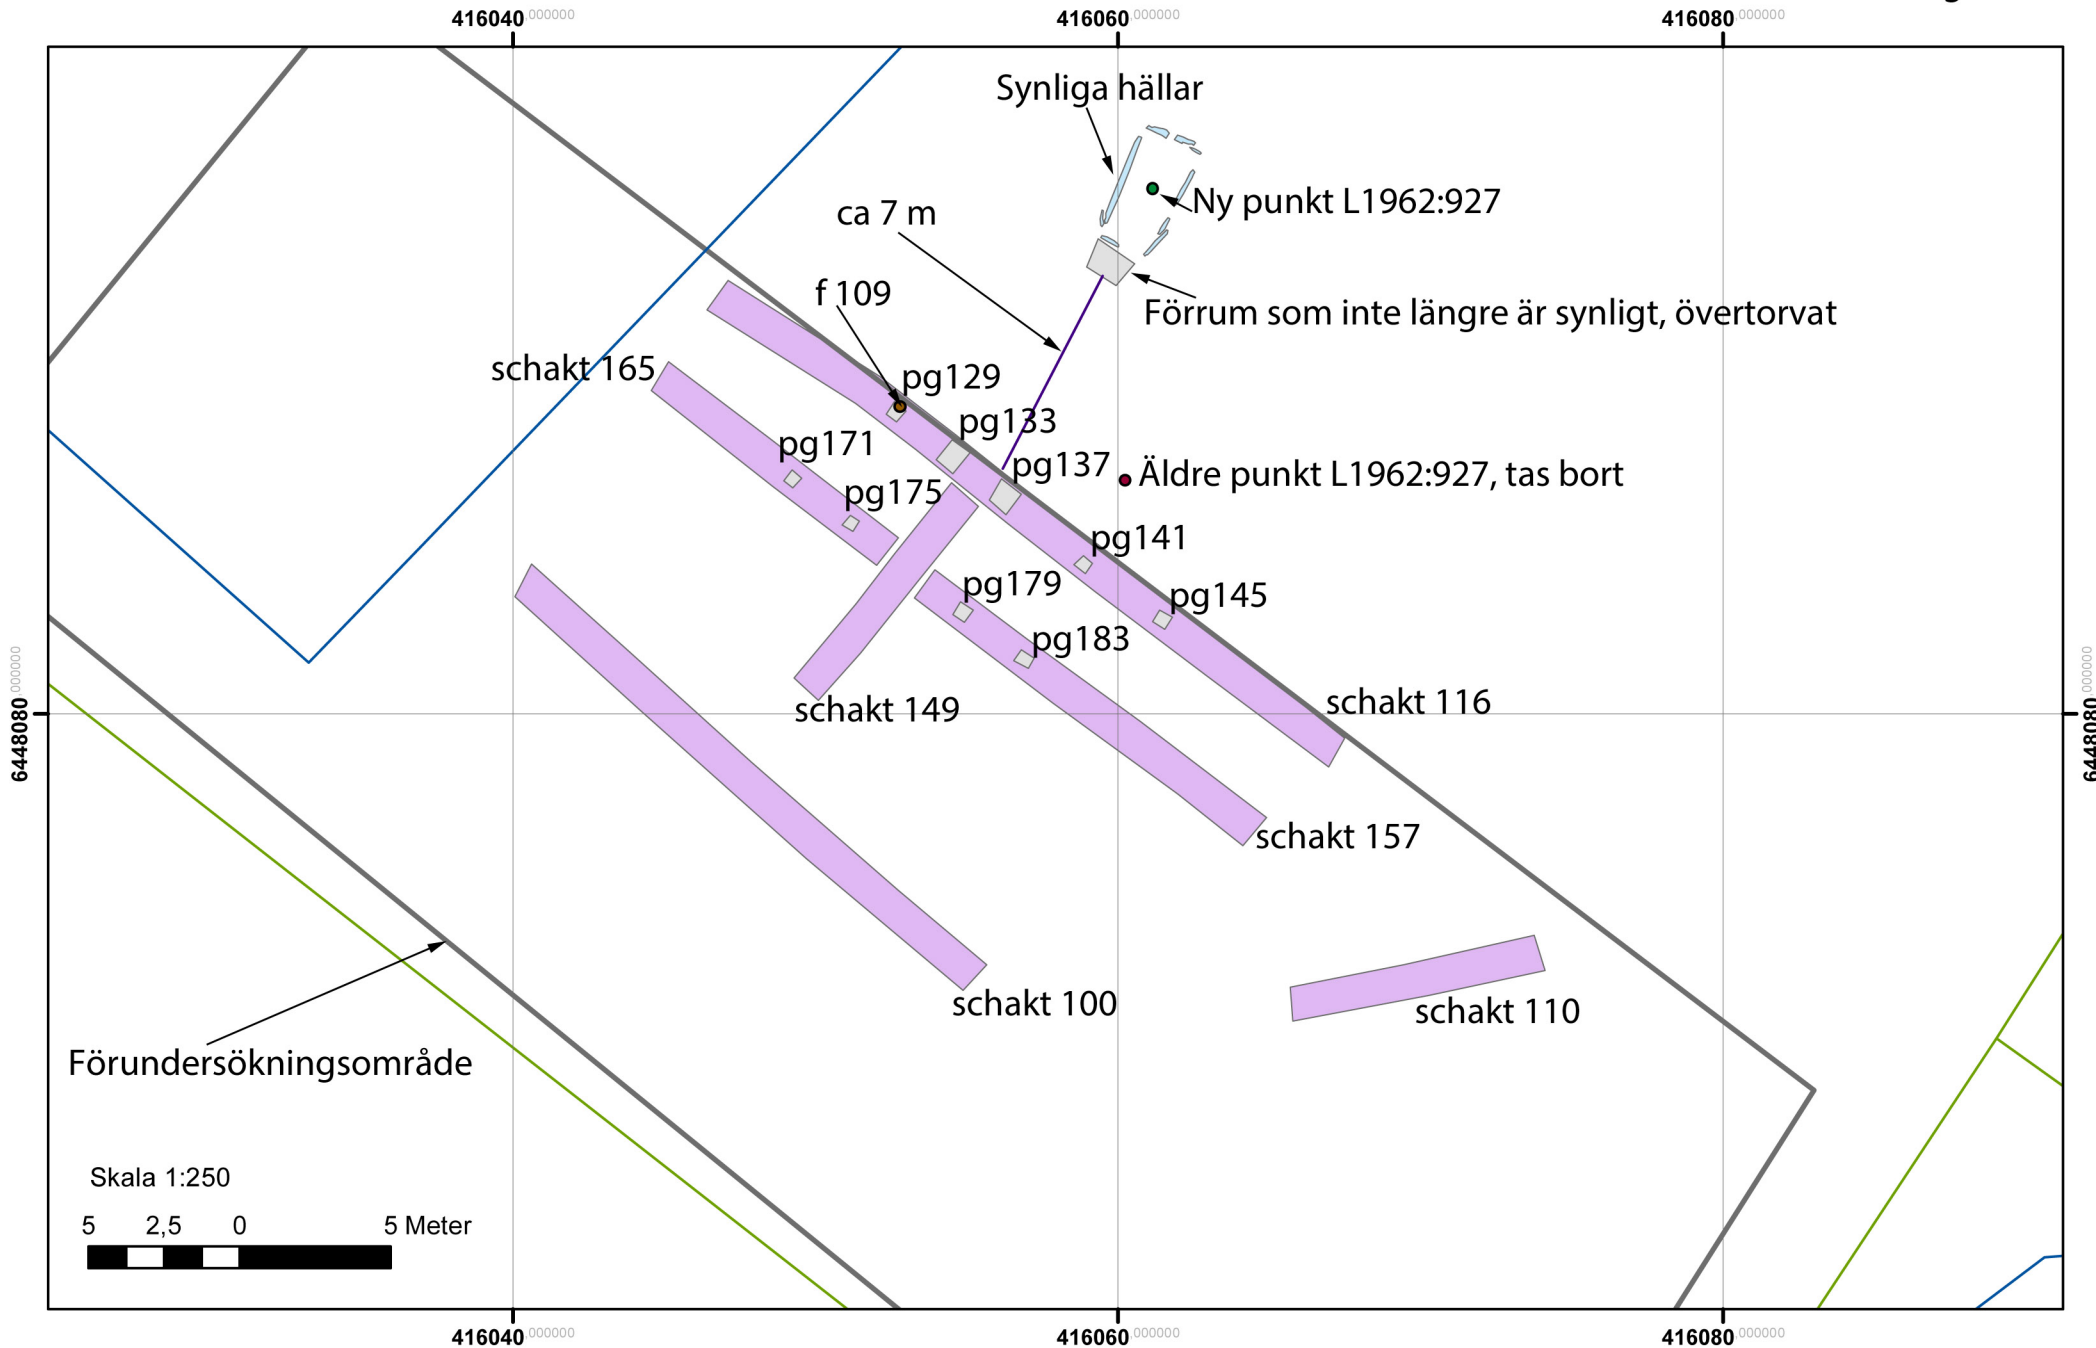 416040,000000 416060,000000 416080,000000
Synliga hällar
Ny punkt L1962:927
ca 7 m
f 109
Förrum som inte längre är synligt, övertorvat
schakt 165
pg129
pg133
pg171
pg137
Äldre punkt L1962:927, tas bort
pg175
pg141
pg179
pg145
pg183
schakt 149
schakt 116
6448080,000000
6448080,000000
schakt 157
schakt 100
schakt 110
Förundersökningsområde
Skala 1:250
5 2,5 0 5 Meter
416040,000000 416060,000000 416080,000000